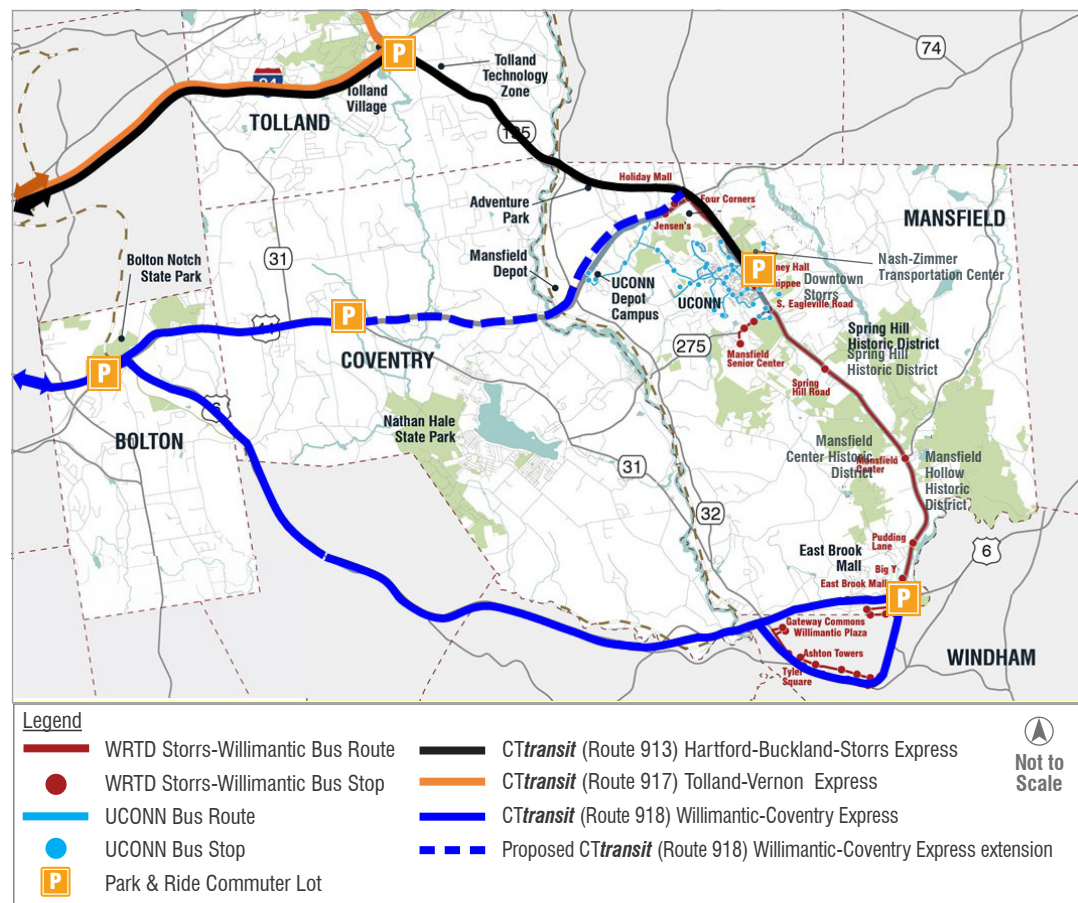 74
Tolland
Technology
Zone
Tolland
Village
TOLLAND
195
Holiday Mall
Four Corners
Adventure
Park
Jensen's
MANSFIELD
31
Bolton Notch
State Park
Mansfield
Depot
Nash-Zimmer
Transportation Center
UCONN
Depot
Campus
UCONN
Downtown
Storrs
S. Eagleville Road
44
COVENTRY
275
Mansfield
Senior Center
Spring Hill
Historic District
Spring Hill
Historic District
Spring
Hill Road
6
BOLTON
Nathan Hale
State Park
Mansfield
Center Historic
District
Mansfield
Center
Mansfield
Hollow
Historic
District
31
32
Pudding
Lane
6
East Brook
Mall
Big Y
East Brook Mall
P
P
P
P
P
Gateway Commons
Willimantic Plaza
Ashton Towers
Tyler
Square
WINDHAM
Legend
WRTD Storrs-Willimantic Bus Route
WRTD Storrs-Willimantic Bus Stop
UCONN Bus Route
UCONN Bus Stop
P Park & Ride Commuter Lot
CTtransit (Route 913) Hartford-Buckland-Storrs Express
CTtransit (Route 917) Tolland-Vernon Express
CTtransit (Route 918) Willimantic-Coventry Express
Proposed CTtransit (Route 918) Willimantic-Coventry Express extension
Not to
Scale